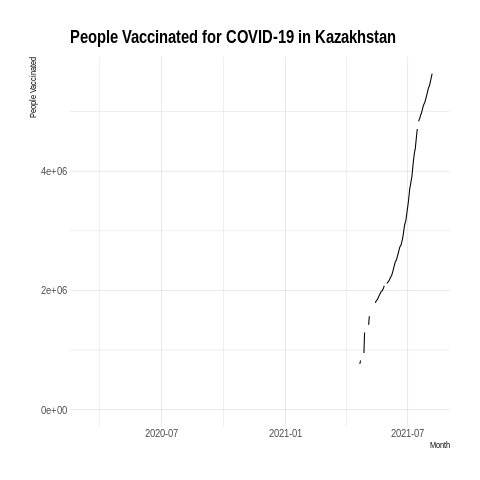 People Vaccinated for COVID-19 in Kazakhstan
People Vaccinated
4e+06
2e+06
0e+00
2020-07 2021-01 2021-07
Month